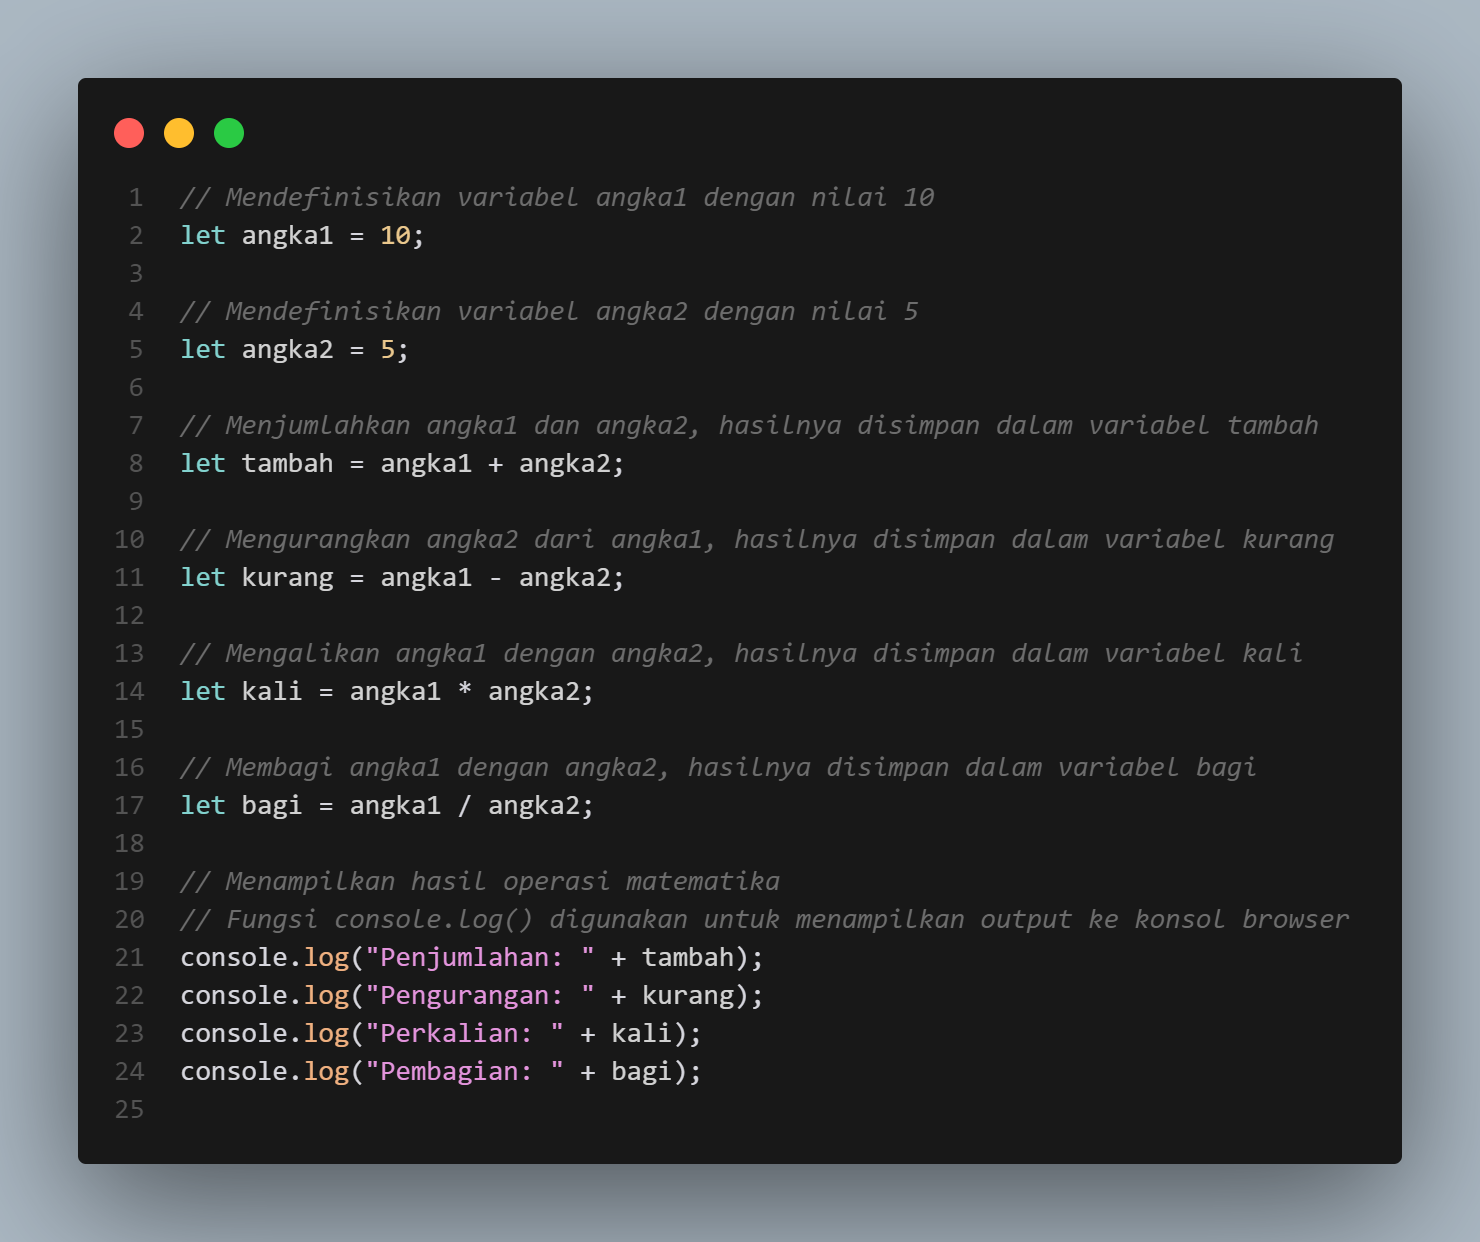 1 // Mendefinisikan variabel angka1 dengan nilai 10
2 let angka1 = 10;
3
4 // Mendefinisikan variabel angka2 dengan nilai 5
5 let angka2 = 5;
6
7 // Menjumlahkan angka1 dan angka2, hasilnya disimpan dalam variabel tambah
8 let tambah = angka1 + angka2;
9
10 // Mengurangkan angka2 dari angka1, hasilnya disimpan dalam variabel kurang
11 let kurang = angka1 - angka2;
12
13 // Mengalikan angka1 dengan angka2, hasilnya disimpan dalam variabel kali
14 let kali = angka1 * angka2;
15
16 // Membagi angka1 dengan angka2, hasilnya disimpan dalam variabel bagi
17 let bagi = angka1 / angka2;
18
19 // Menampilkan hasil operasi matematika
20 // Fungsi console.log() digunakan untuk menampilkan output ke konsol browser
21 console.log("Penjumlahan: " + tambah);
22 console.log("Pengurangan: " + kurang);
23 console.log("Perkalian: " + kali);
24 console.log("Pembagian: " + bagi);
25